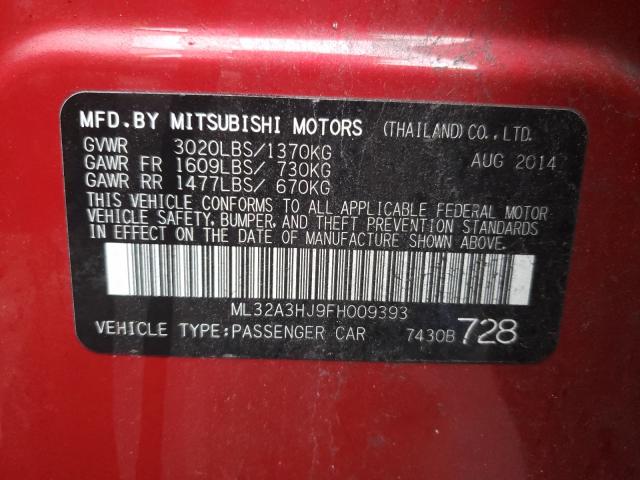 MFD.BY MITSUBISHI MOTORS (THAILAND)CO.,LTD.
GVWR 3020LBS/1370KG AUG 2014
GAWR FR 1609LBS/ 730KG
GAWR RR 1477LBS/ 670KG
THIS VEHICLE CONFORMS TO ALL APPLICABLE FEDERAL MOTOR
VEHICLE SAFETY, BUMPER, AND THEFT PREVENTION STANDARDS
IN EFFECT ON THE DATE OF MANUFACTURE SHOWN ABOVE.
ML32A3HJ9FH009393
VEHICLE TYPE:PASSENGER CAR 7430B 728